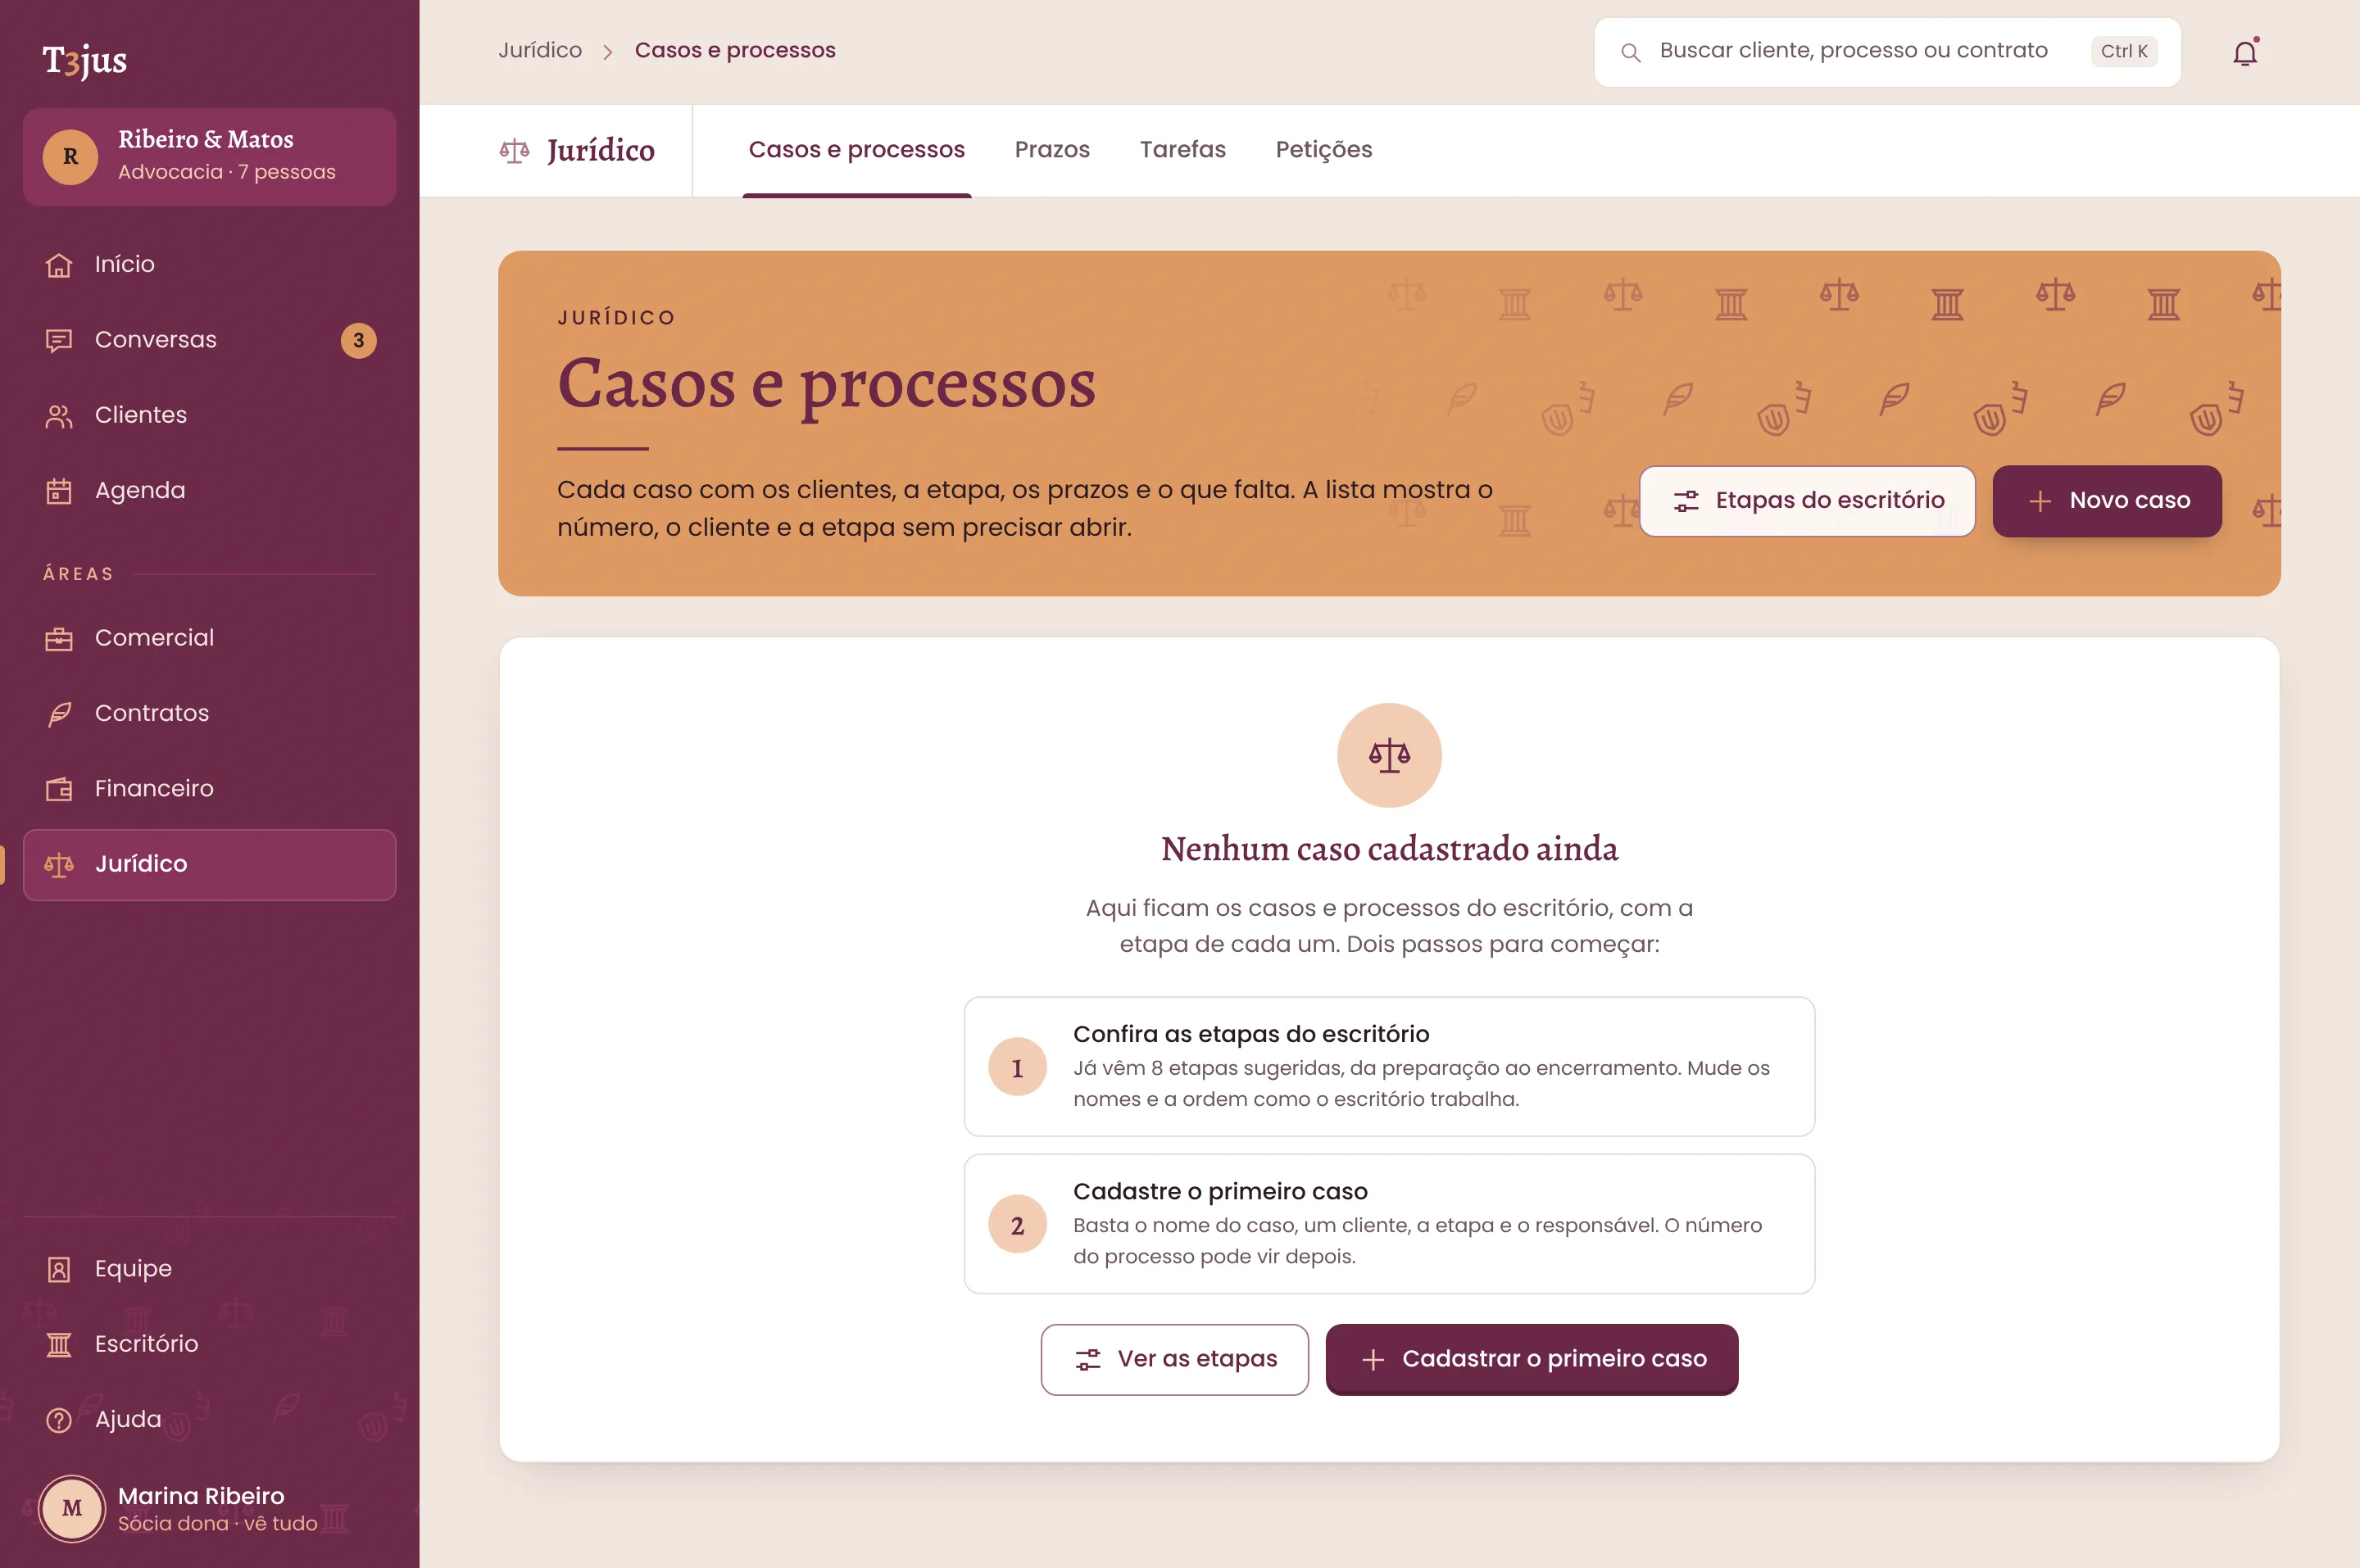 T3jus
R
Ribeiro & Matos
Advocacia · 7 pessoas
Início
Conversas
3
Clientes
Agenda
ÁREAS
Comercial
Contratos
Financeiro
Jurídico
Equipe
Escritório
Ajuda
M
Marina Ribeiro
Sócia dona · vê tudo
Jurídico
Casos e processos
Buscar cliente, processo ou contrato
Ctrl K
Jurídico
Casos e processos
Prazos
Tarefas
Petições
JURÍDICO
Casos e processos
Cada caso com os clientes, a etapa, os prazos e o que falta. A lista mostra o
número, o cliente e a etapa sem precisar abrir.
Etapas do escritório
Novo caso
Nenhum caso cadastrado ainda
Aqui ficam os casos e processos do escritório, com a
etapa de cada um. Dois passos para começar:
1
Confira as etapas do escritório
Já vêm 8 etapas sugeridas, da preparação ao encerramento. Mude os
nomes e a ordem como o escritório trabalha.
2
Cadastre o primeiro caso
Basta o nome do caso, um cliente, a etapa e o responsável. O número
do processo pode vir depois.
Ver as etapas
Cadastrar o primeiro caso